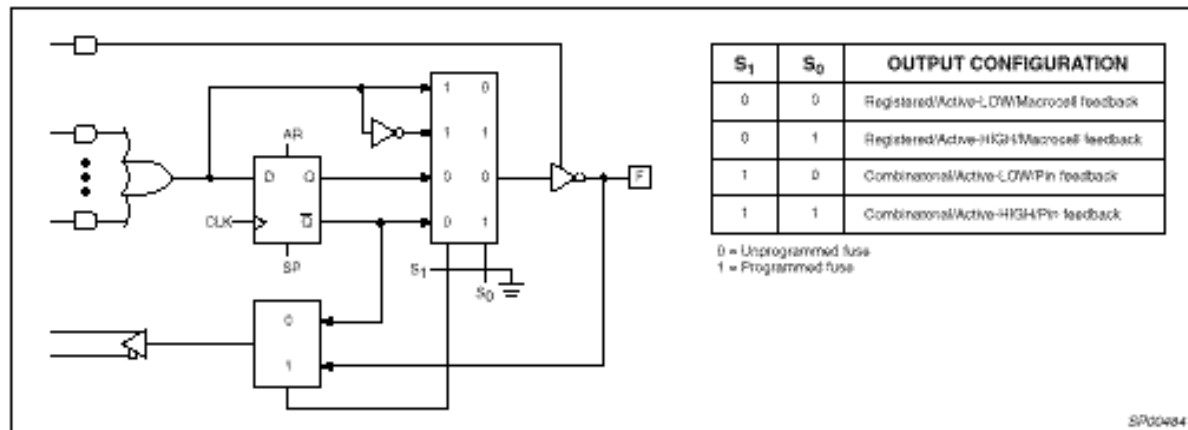 AR
D Q
CLK Q
SP
1 0
1 1
0 0
0 1
S1
S0
F
0
1
S1 S0 OUTPUT CONFIGURATION
0 0 Registered/Active-LOW/Macrocell feedback
0 1 Registered/Active-HIGH/Macrocell feedback
1 0 Combinatorial/Active-LOW/Pin feedback
1 1 Combinatorial/Active-HIGH/Pin feedback
0 = Unprogrammed fuse
1 = Programmed fuse
SP00484